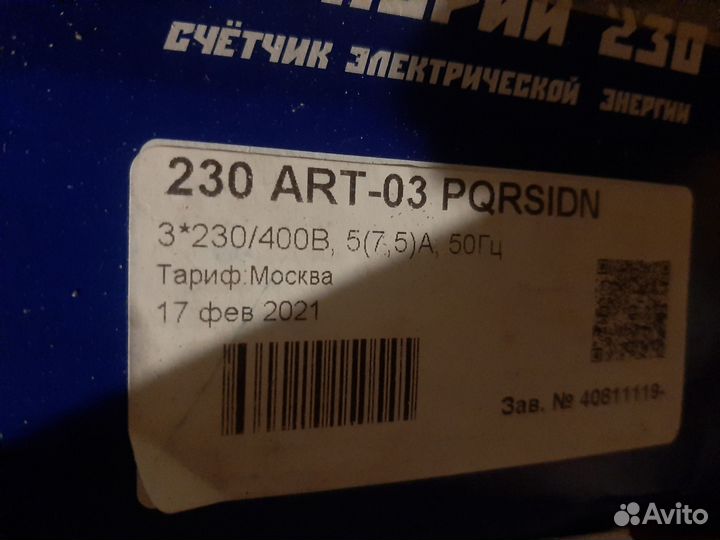 230
СЧЁТЧИК ЭЛЕКТРИЧЕСКОЙ ЭНЕРГИИ
230 ART-03 PQRSIDN
3*230/400В, 5(7,5)А, 50Гц
Тариф:Москва
17 фев 2021
Зав. № 40811119-
Avito